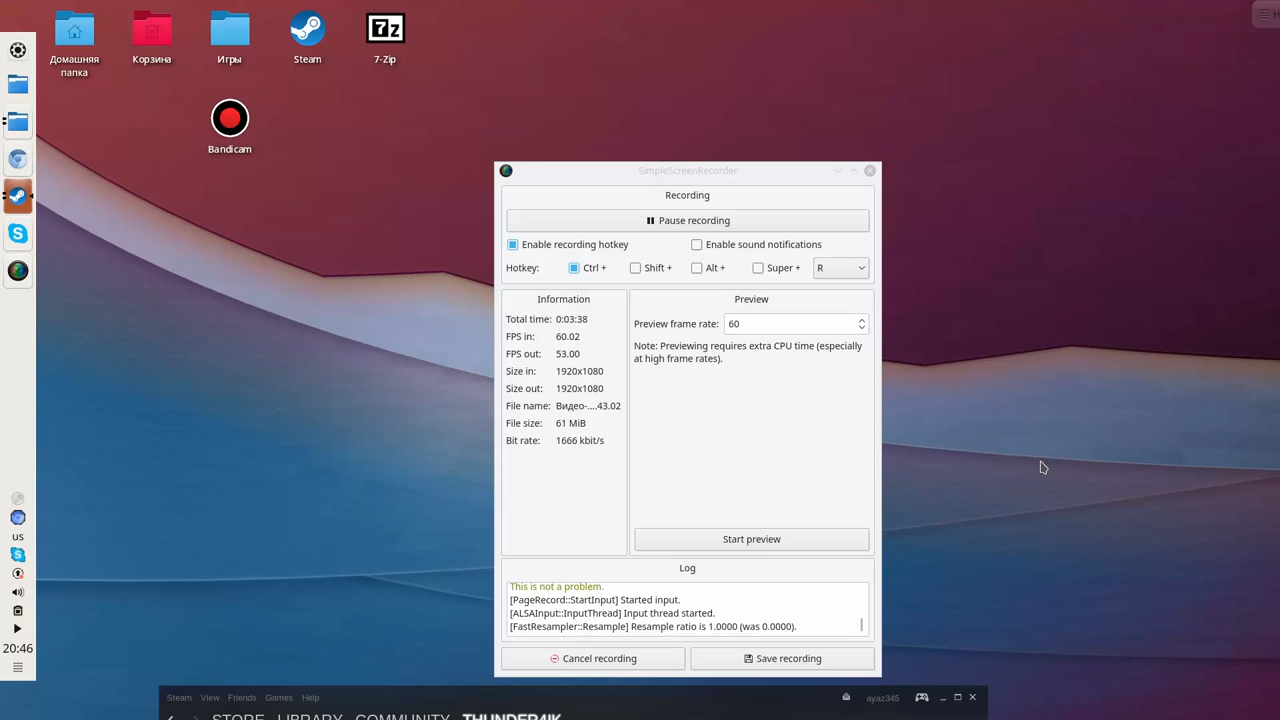 Домашняя
папка
Корзина
Игры
Steam
7z
7-Zip
Bandicam
SimpleScreenRecorder
Recording
Pause recording
Enable recording hotkey
Enable sound notifications
Hotkey:
Ctrl +
Shift +
Alt +
Super +
R
Information
Total time: 0:03:38
FPS in: 60.02
FPS out: 53.00
Size in: 1920x1080
Size out: 1920x1080
File name: Видео-....43.02
File size: 61 MiB
Bit rate: 1666 kbit/s
Preview
Preview frame rate: 60
Note: Previewing requires extra CPU time (especially
at high frame rates).
Start preview
Log
This is not a problem.
[PageRecord::StartInput] Started input.
[ALSAInput::InputThread] Input thread started.
[FastResampler::Resample] Resample ratio is 1.0000 (was 0.0000).
Cancel recording
Save recording
us
20:46
Steam View Friends Games Help
ayaz345
STORE LIBRARY COMMUNITY THUNDER4IK